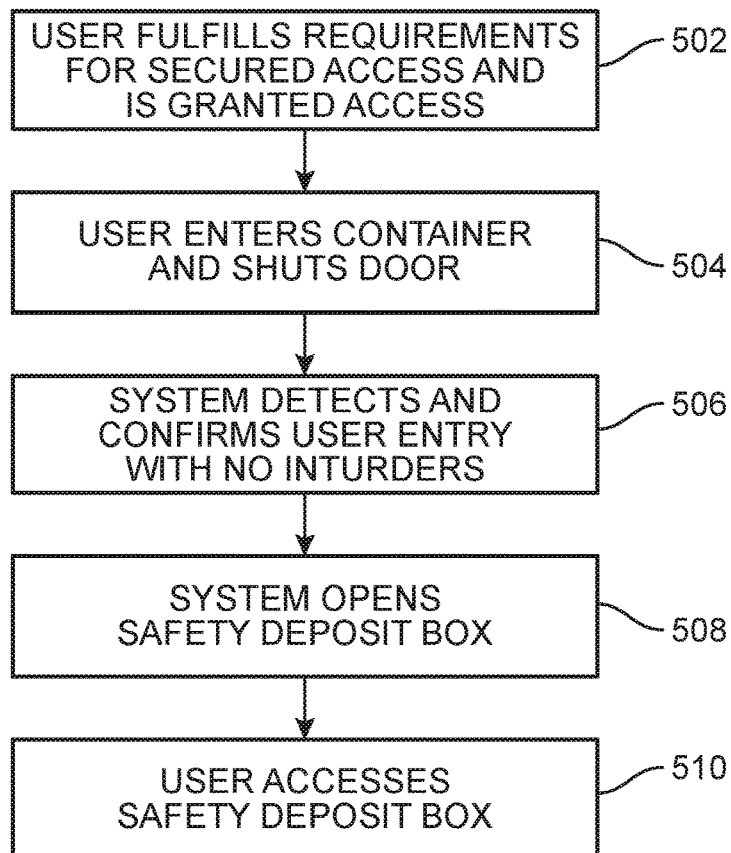 USER FULFILLS REQUIREMENTS
FOR SECURED ACCESS AND
IS GRANTED ACCESS
502
USER ENTERS CONTAINER
AND SHUTS DOOR
504
SYSTEM DETECTS AND
CONFIRMS USER ENTRY
WITH NO INTURDERS
506
SYSTEM OPENS
SAFETY DEPOSIT BOX
508
USER ACCESSES
SAFETY DEPOSIT BOX
510